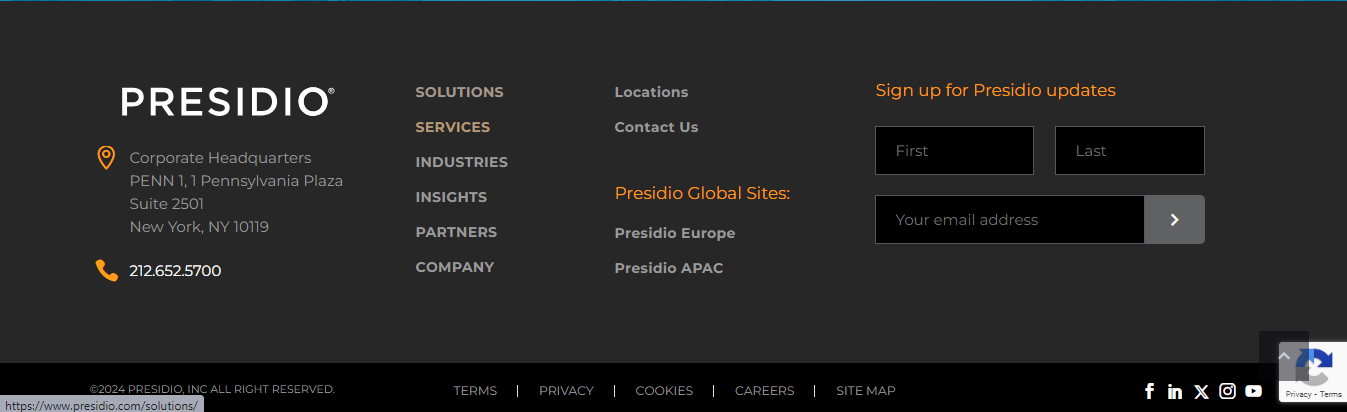 PRESIDIO®
Corporate Headquarters
PENN 1, 1 Pennsylvania Plaza
Suite 2501
New York, NY 10119
212.652.5700
SOLUTIONS
SERVICES
INDUSTRIES
INSIGHTS
PARTNERS
COMPANY
Locations
Contact Us
Presidio Global Sites:
Presidio Europe
Presidio APAC
Sign up for Presidio updates
First
Last
Your email address
©2024 PRESIDIO, INC ALL RIGHT RESERVED.
TERMS | PRIVACY | COOKIES | CAREERS | SITE MAP
Privacy - Terms
https://www.presidio.com/solutions/